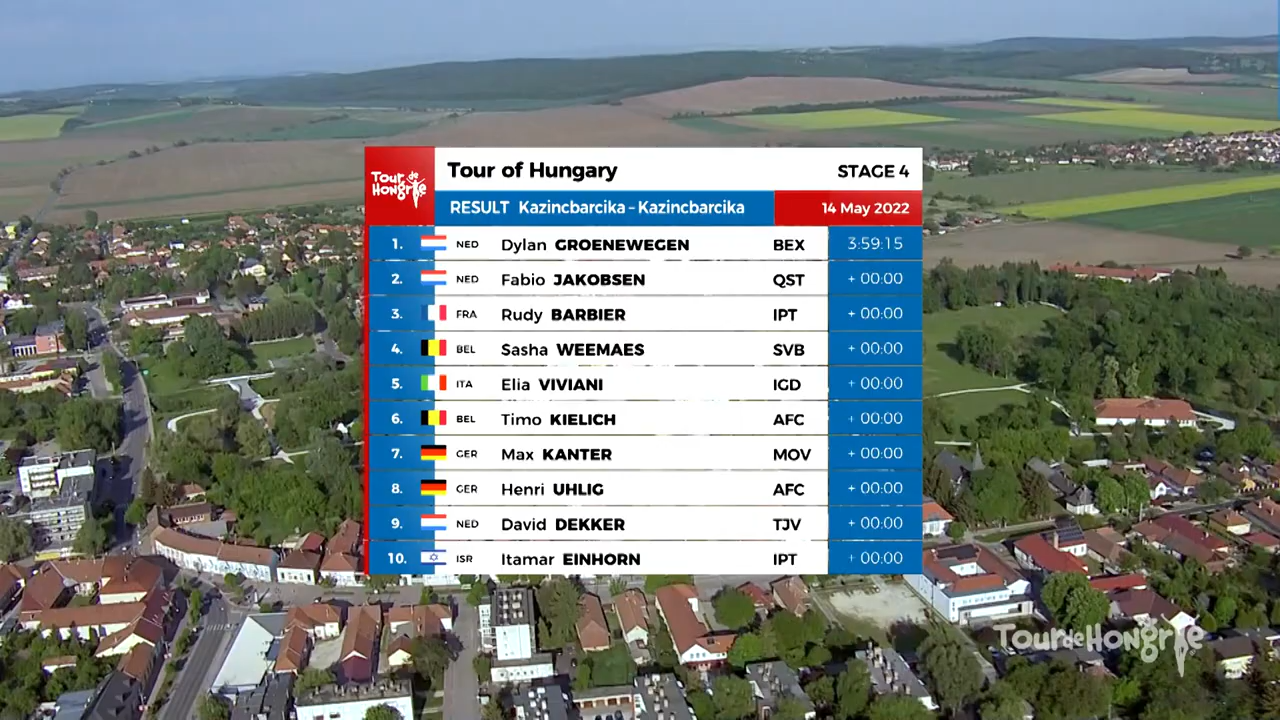 Tour de Hongrie
Tour of Hungary STAGE 4
RESULT Kazincbarcika – Kazincbarcika 14 May 2022
1. NED Dylan GROENEWEGEN BEX 3:59:15
2. NED Fabio JAKOBSEN QST + 00:00
3. FRA Rudy BARBIER IPT + 00:00
4. BEL Sasha WEEMAES SVB + 00:00
5. ITA Elia VIVIANI IGD + 00:00
6. BEL Timo KIELICH AFC + 00:00
7. GER Max KANTER MOV + 00:00
8. GER Henri UHLIG AFC + 00:00
9. NED David DEKKER TJV + 00:00
10. ISR Itamar EINHORN IPT + 00:00
Tour de Hongrie